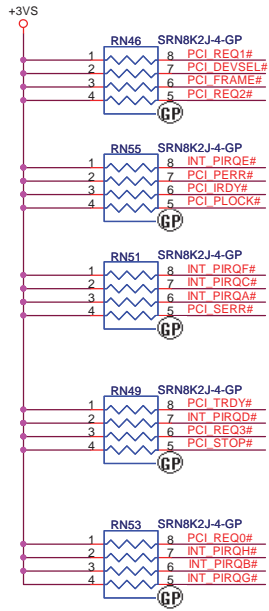 +3VS
RN46 SRN8K2J-4-GP
1 8 PCI_REQ1#
2 7 PCI_DEVSEL#
3 6 PCI_FRAME#
4 5 PCI_REQ2#
GP
RN55 SRN8K2J-4-GP
1 8 INT_PIRQE#
2 7 PCI_PERR#
3 6 PCI_IRDY#
4 5 PCI_PLOCK#
GP
RN51 SRN8K2J-4-GP
1 8 INT_PIRQF#
2 7 INT_PIRQC#
3 6 INT_PIRQA#
4 5 PCI_SERR#
GP
RN49 SRN8K2J-4-GP
1 8 PCI_TRDY#
2 7 INT_PIRQD#
3 6 PCI_REQ3#
4 5 PCI_STOP#
GP
RN53 SRN8K2J-4-GP
1 8 PCI_REQ0#
2 7 INT_PIRQH#
3 6 INT_PIRQB#
4 5 INT_PIRQG#
GP